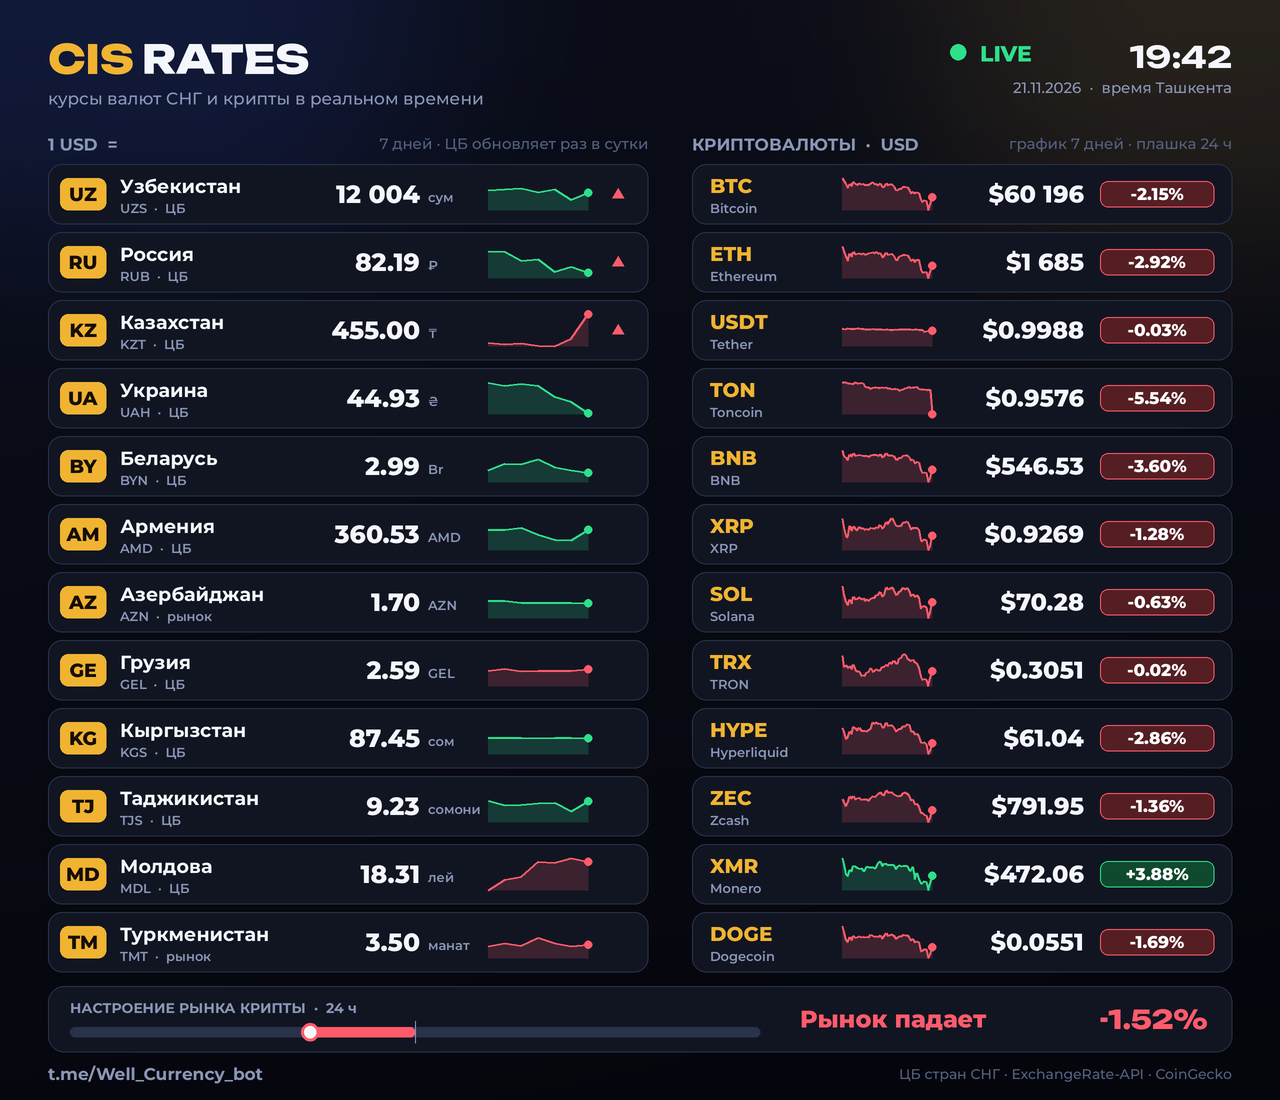 CIS RATES
курсы валют СНГ и крипты в реальном времени
LIVE 19:42
21.11.2026 · время Ташкента
1 USD =
7 дней · ЦБ обновляет раз в сутки
UZ Узбекистан 12 004 сум
UZS · ЦБ
RU Россия 82.19 ₽
RUB · ЦБ
KZ Казахстан 455.00 ₸
KZT · ЦБ
UA Украина 44.93 ₴
UAH · ЦБ
BY Беларусь 2.99 Br
BYN · ЦБ
AM Армения 360.53 AMD
AMD · ЦБ
AZ Азербайджан 1.70 AZN
AZN · рынок
GE Грузия 2.59 GEL
GEL · ЦБ
KG Кыргызстан 87.45 сом
KGS · ЦБ
TJ Таджикистан 9.23 сомони
TJS · ЦБ
MD Молдова 18.31 лей
MDL · ЦБ
TM Туркменистан 3.50 манат
TMT · рынок
КРИПТОВАЛЮТЫ · USD
график 7 дней · плашка 24 ч
BTC $60 196 -2.15%
Bitcoin
ETH $1 685 -2.92%
Ethereum
USDT $0.9988 -0.03%
Tether
TON $0.9576 -5.54%
Toncoin
BNB $546.53 -3.60%
BNB
XRP $0.9269 -1.28%
XRP
SOL $70.28 -0.63%
Solana
TRX $0.3051 -0.02%
TRON
HYPE $61.04 -2.86%
Hyperliquid
ZEC $791.95 -1.36%
Zcash
XMR $472.06 +3.88%
Monero
DOGE $0.0551 -1.69%
Dogecoin
НАСТРОЕНИЕ РЫНКА КРИПТЫ · 24 ч
Рынок падает -1.52%
t.me/Well_Currency_bot
ЦБ стран СНГ · ExchangeRate-API · CoinGecko